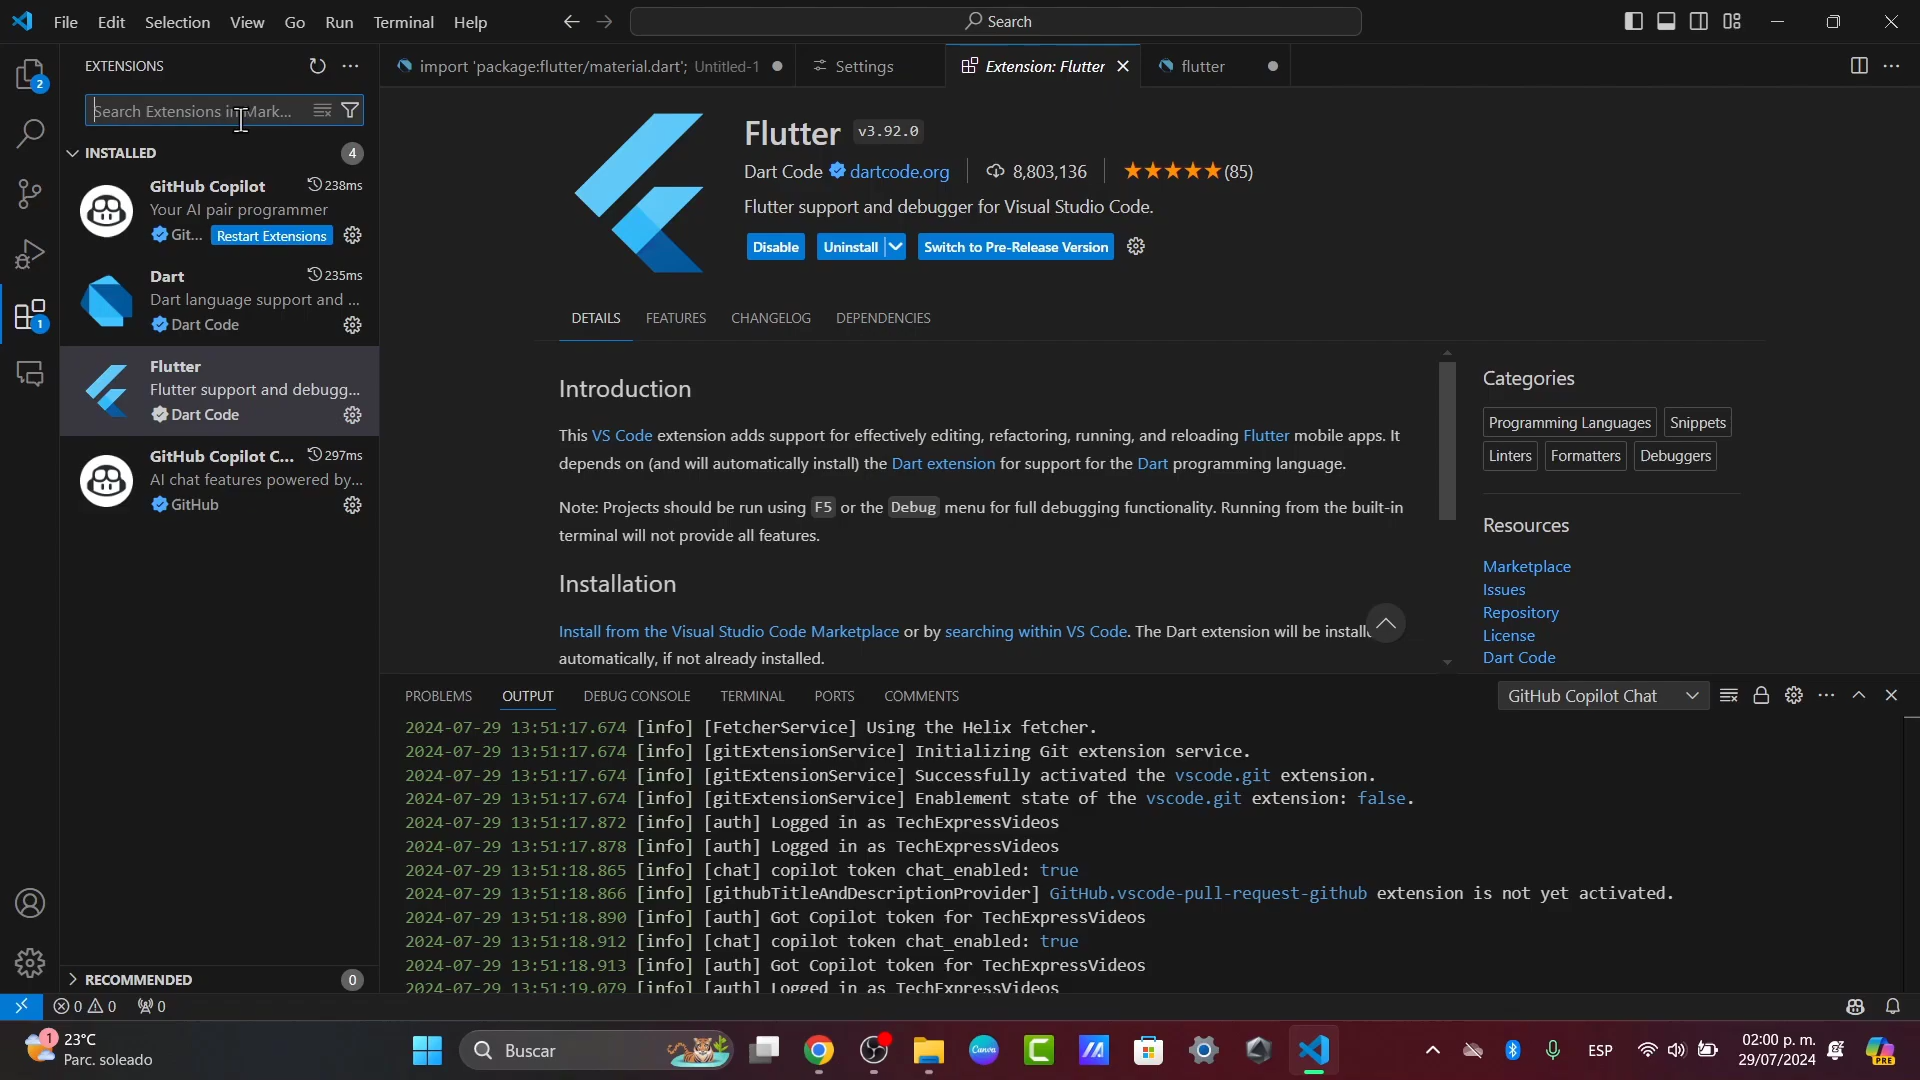 File Edit Selection View Go Run Terminal Help
Search
EXTENSIONS
Search Extensions in Mark...
INSTALLED 4
GitHub Copilot 238ms
Your AI pair programmer
Git... Restart Extensions
Dart 235ms
Dart language support and ...
Dart Code
Flutter
Flutter support and debugg...
Dart Code
GitHub Copilot C... 297ms
AI chat features powered by...
GitHub
RECOMMENDED 0
2
1
import 'package:flutter/material.dart'; Untitled-1
Settings
Extension: Flutter
flutter
Flutter v3.92.0
Dart Code dartcode.org 8,803,136 (85)
Flutter support and debugger for Visual Studio Code.
Disable Uninstall Switch to Pre-Release Version
DETAILS FEATURES CHANGELOG DEPENDENCIES
Introduction
This VS Code extension adds support for effectively editing, refactoring, running, and reloading Flutter mobile apps. It
depends on (and will automatically install) the Dart extension for support for the Dart programming language.
Note: Projects should be run using F5 or the Debug menu for full debugging functionality. Running from the built-in
terminal will not provide all features.
Installation
Install from the Visual Studio Code Marketplace or by searching within VS Code. The Dart extension will be install
automatically, if not already installed.
Categories
Programming Languages Snippets
Linters Formatters Debuggers
Resources
Marketplace
Issues
Repository
License
Dart Code
PROBLEMS OUTPUT DEBUG CONSOLE TERMINAL PORTS COMMENTS
GitHub Copilot Chat
2024-07-29 13:51:17.674 [info] [FetcherService] Using the Helix fetcher.
2024-07-29 13:51:17.674 [info] [gitExtensionService] Initializing Git extension service.
2024-07-29 13:51:17.674 [info] [gitExtensionService] Successfully activated the vscode.git extension.
2024-07-29 13:51:17.674 [info] [gitExtensionService] Enablement state of the vscode.git extension: false.
2024-07-29 13:51:17.872 [info] [auth] Logged in as TechExpressVideos
2024-07-29 13:51:17.878 [info] [auth] Logged in as TechExpressVideos
2024-07-29 13:51:18.865 [info] [chat] copilot token chat_enabled: true
2024-07-29 13:51:18.866 [info] [githubTitleAndDescriptionProvider] GitHub.vscode-pull-request-github extension is not yet activated.
2024-07-29 13:51:18.890 [info] [auth] Got Copilot token for TechExpressVideos
2024-07-29 13:51:18.912 [info] [chat] copilot token chat_enabled: true
2024-07-29 13:51:18.913 [info] [auth] Got Copilot token for TechExpressVideos
2024-07-29 13:51:19.079 [info] [auth] Logged in as TechExpressVideos
0 0 0
1
23°C
Parc. soleado
Buscar
Canva
ESP
02:00 p. m.
29/07/2024
PRE